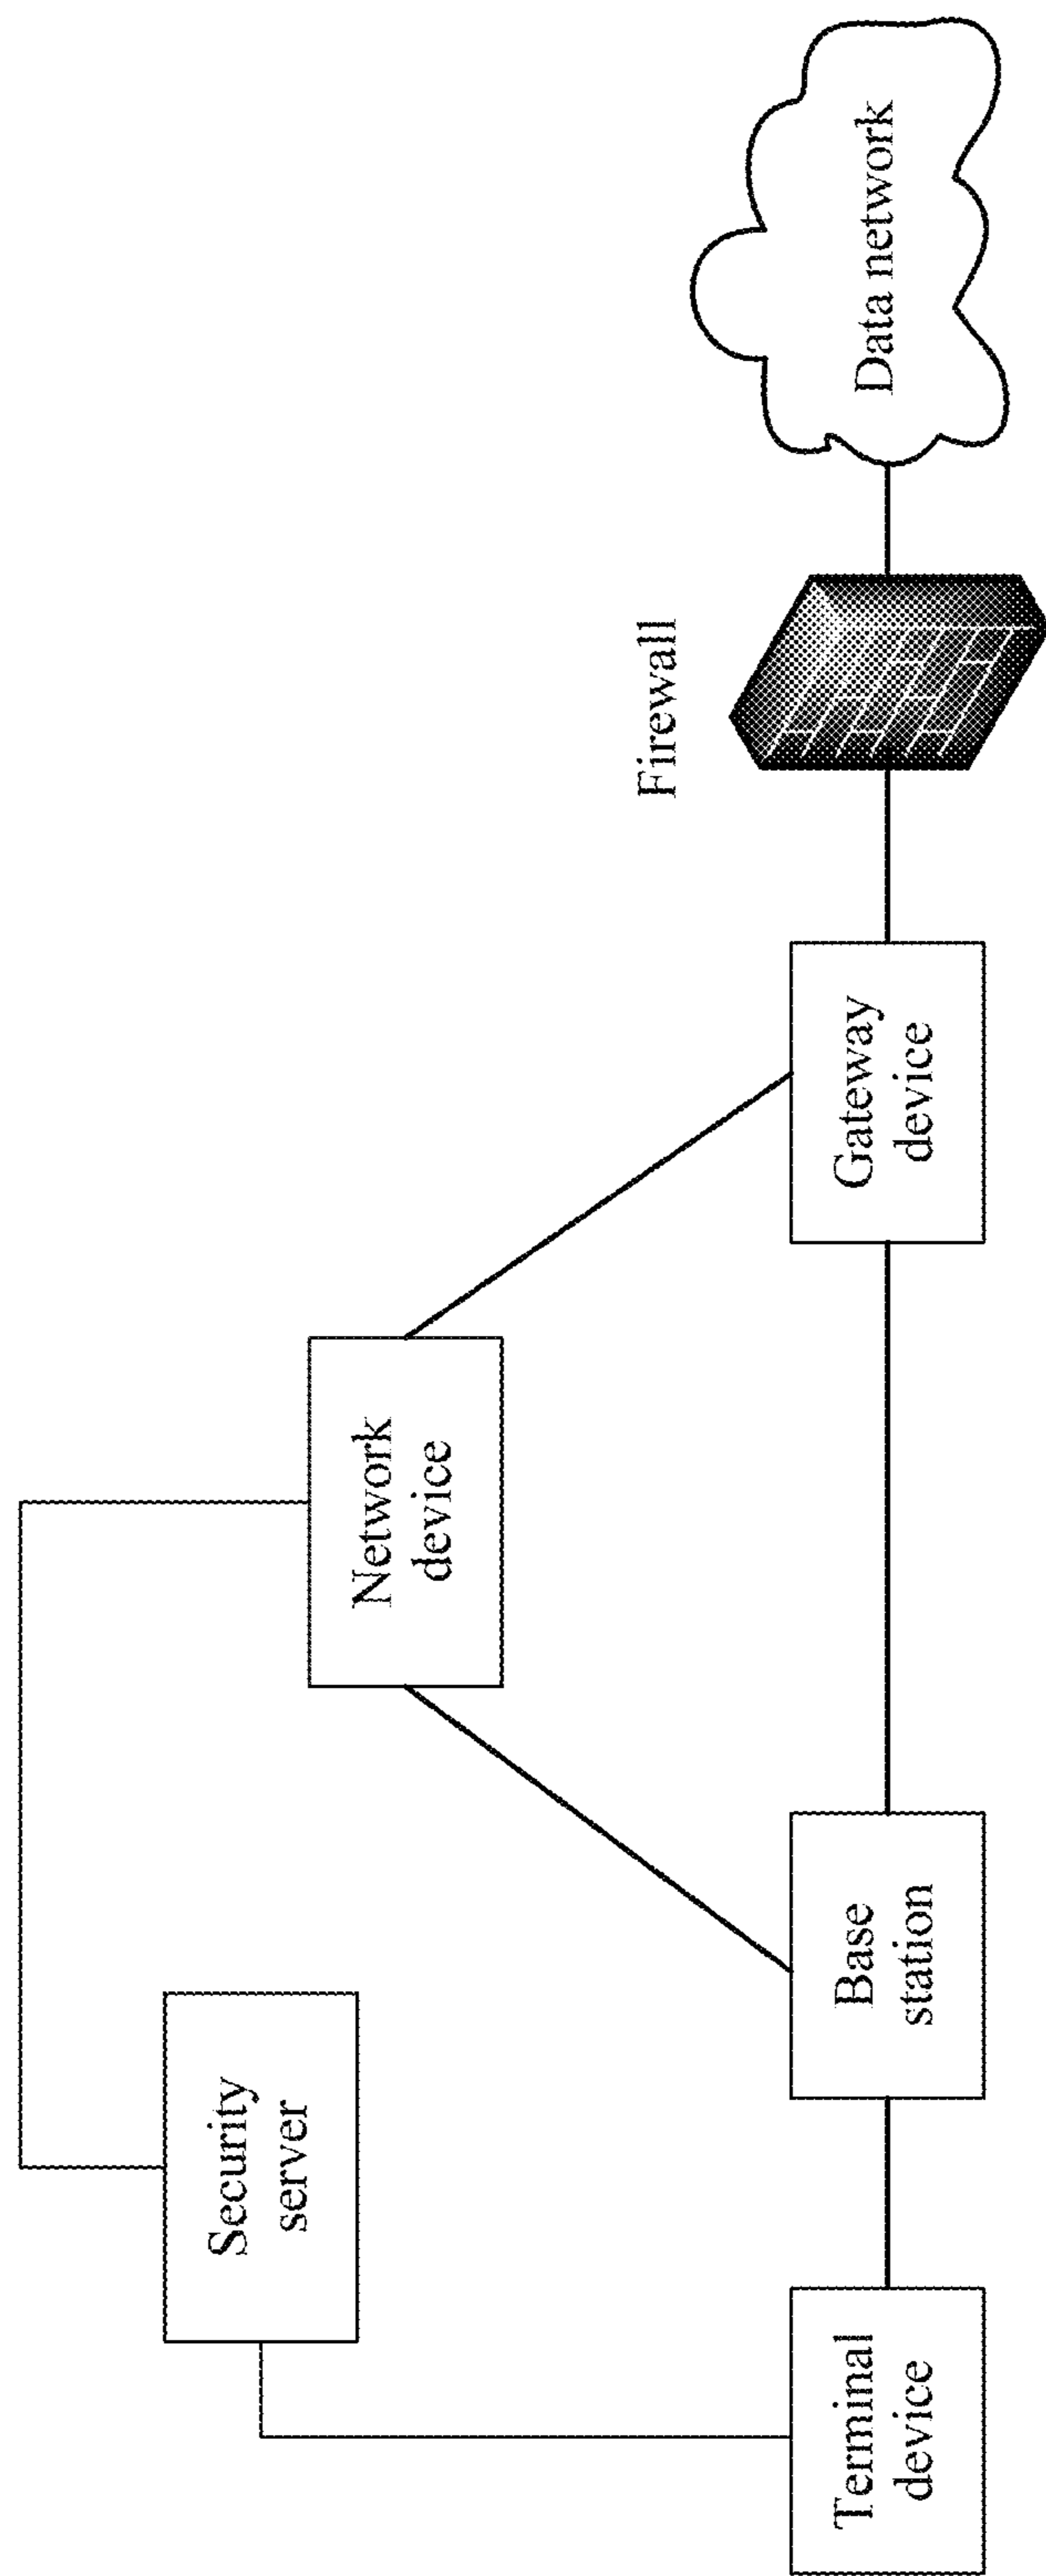 Security
server
Network
device
Firewall
Terminal
device
Base
station
Gateway
device
Data network